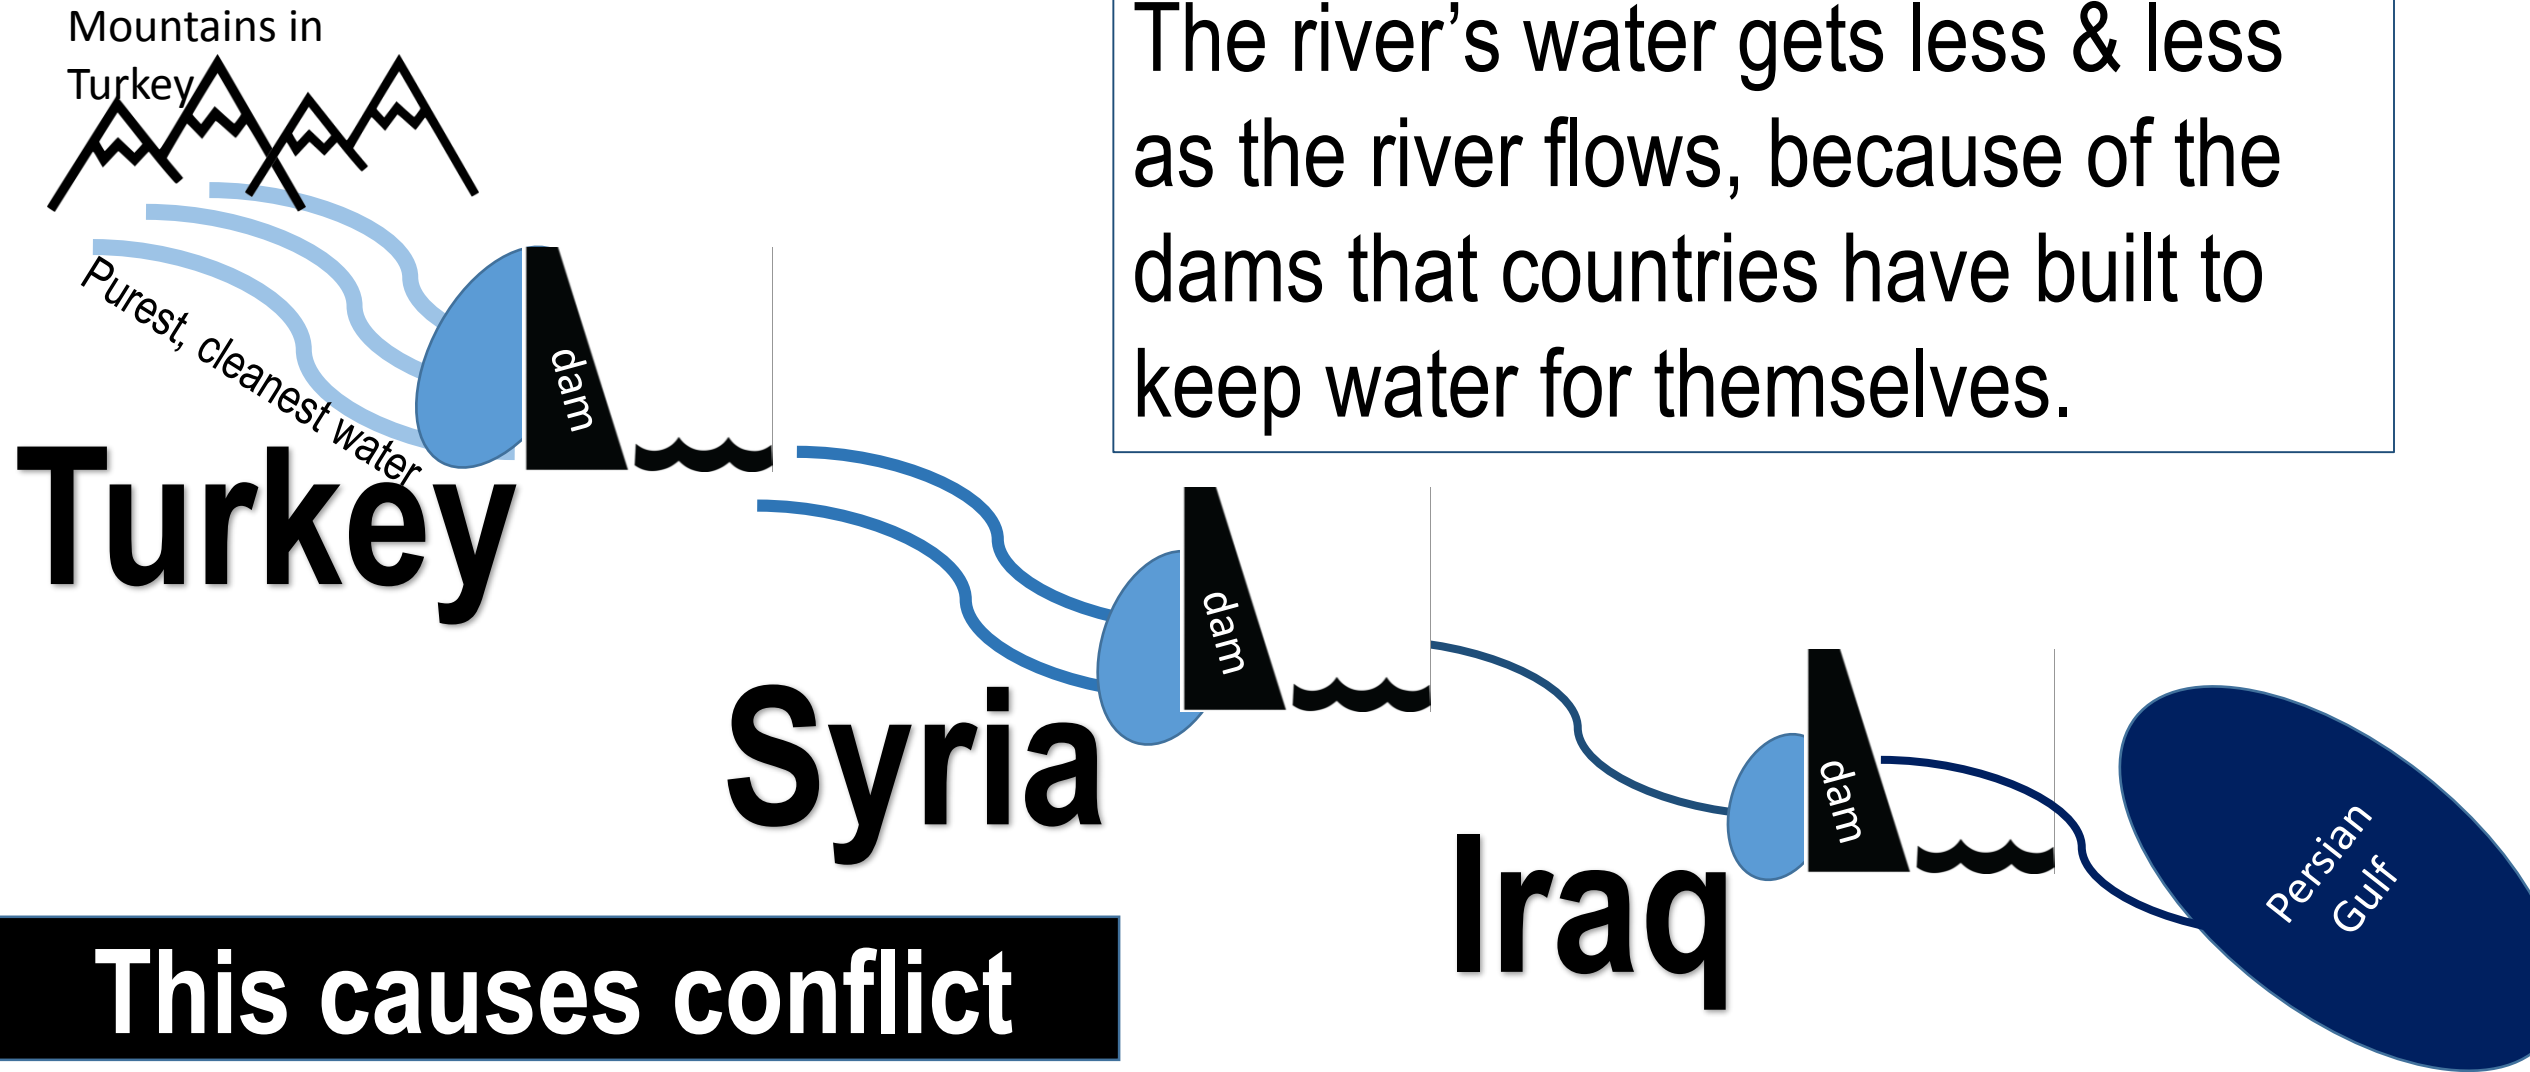 Mountains in
Turkey
The river’s water gets less & less
as the river flows, because of the
dams that countries have built to
keep water for themselves.
Purest, cleanest water
dam
Turkey
dam
Syria
dam
Iraq
Persian
Gulf
This causes conflict